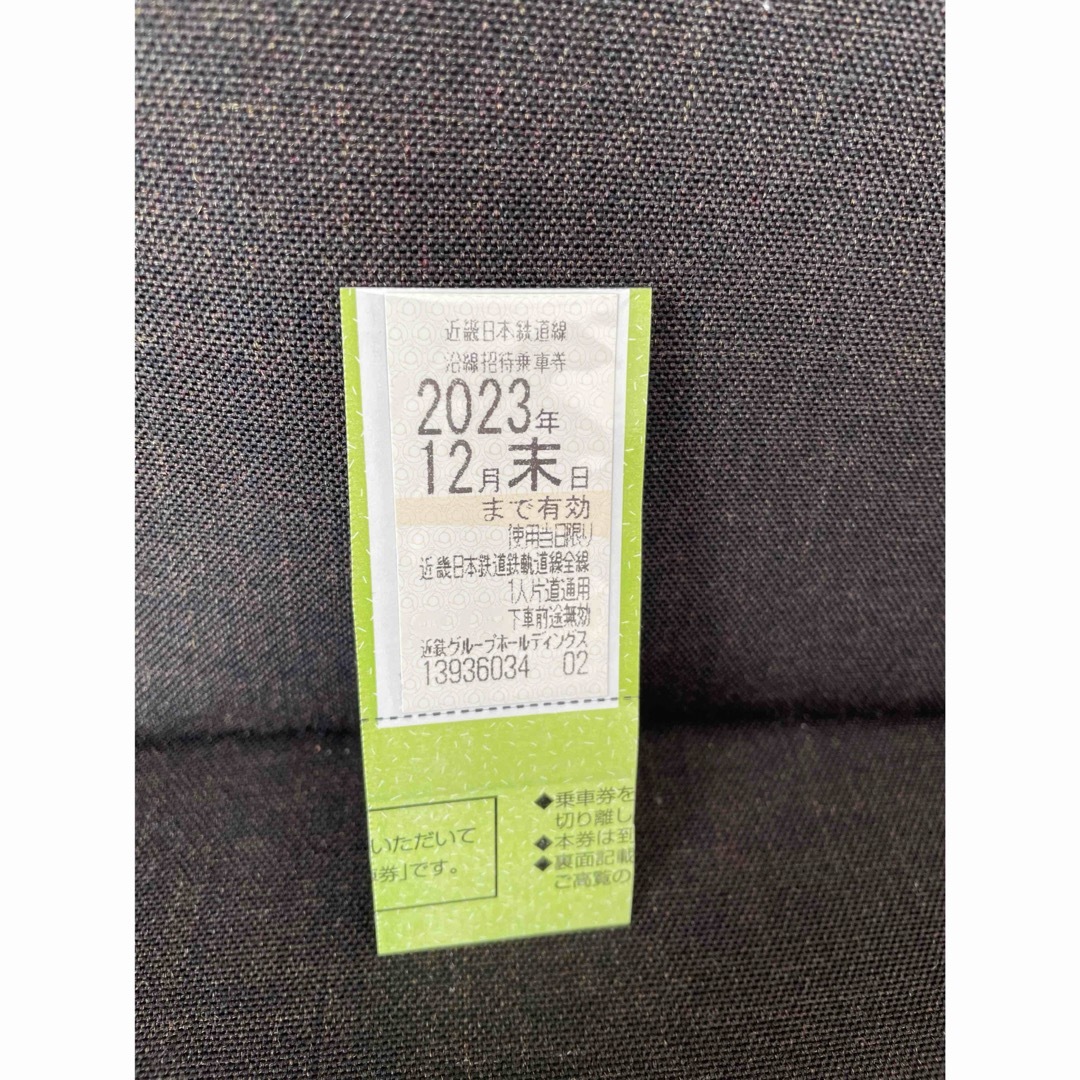 近畿日本鉄道線
沿線招待乗車券
2023年
12月末日
まで有効
使用当日限り
近畿日本鉄道鉄軌道線全線
1人片道通用
下車前途無効
近鉄グループホールディングス
13936034 02
いただいて
券」です。
◆乗車券を
切り離し
◆本券は到
◆裏面記載
ご高覧の